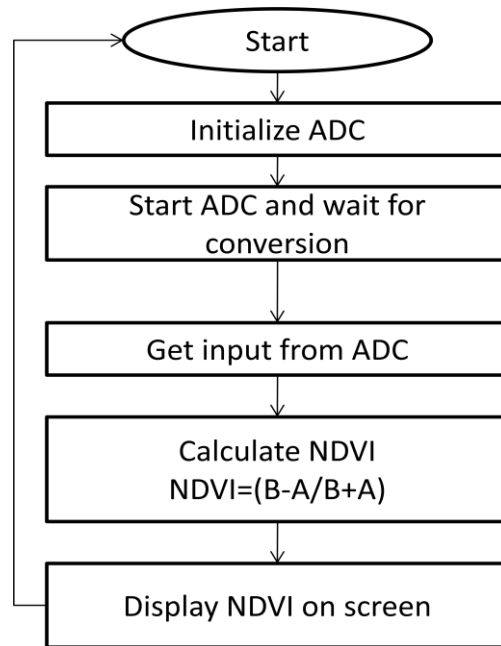 Start
Initialize ADC
Start ADC and wait for
conversion
Get input from ADC
Calculate NDVI
NDVI=(B-A/B+A)
Display NDVI on screen